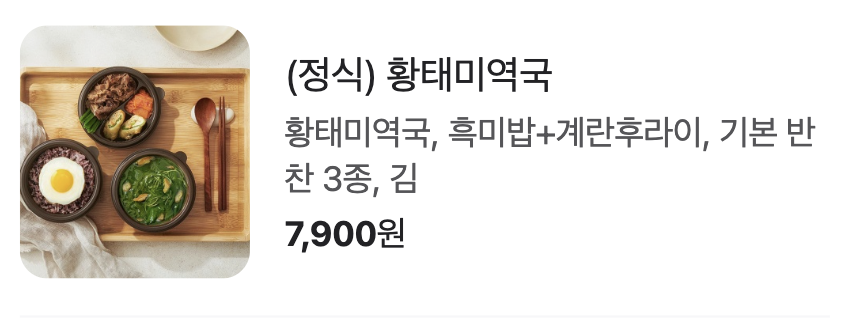 (정식) 황태미역국
황태미역국, 흑미밥+계란후라이, 기본 반
찬 3종, 김
7,900원